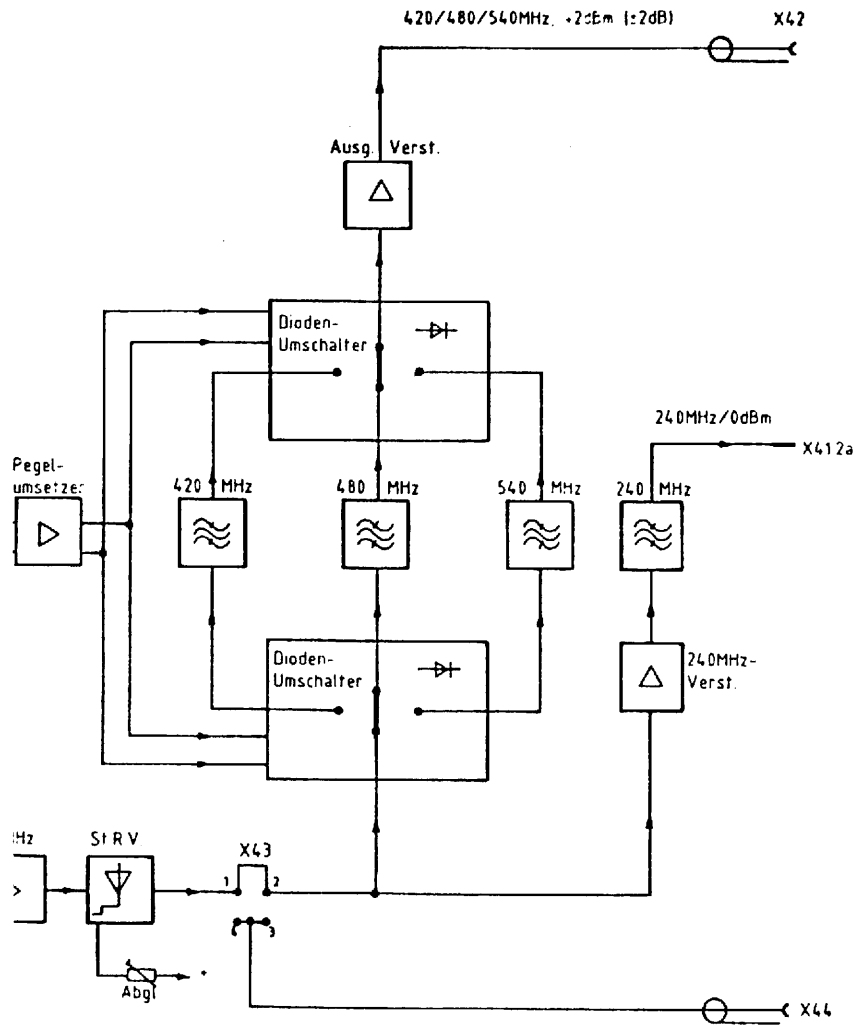 420/480/540MHz, +2dBm (±2dB)
X42
Ausg. Verst.
Dioden-
Umschalter
240MHz/0dBm
X412a
Pegel-
umsetzer
420 MHz
480 MHz
540 MHz
240 MHz
Dioden-
Umschalter
240MHz-
Verst.
Hz
St.R.V.
X43
1
2
3
Abgl
+
X44